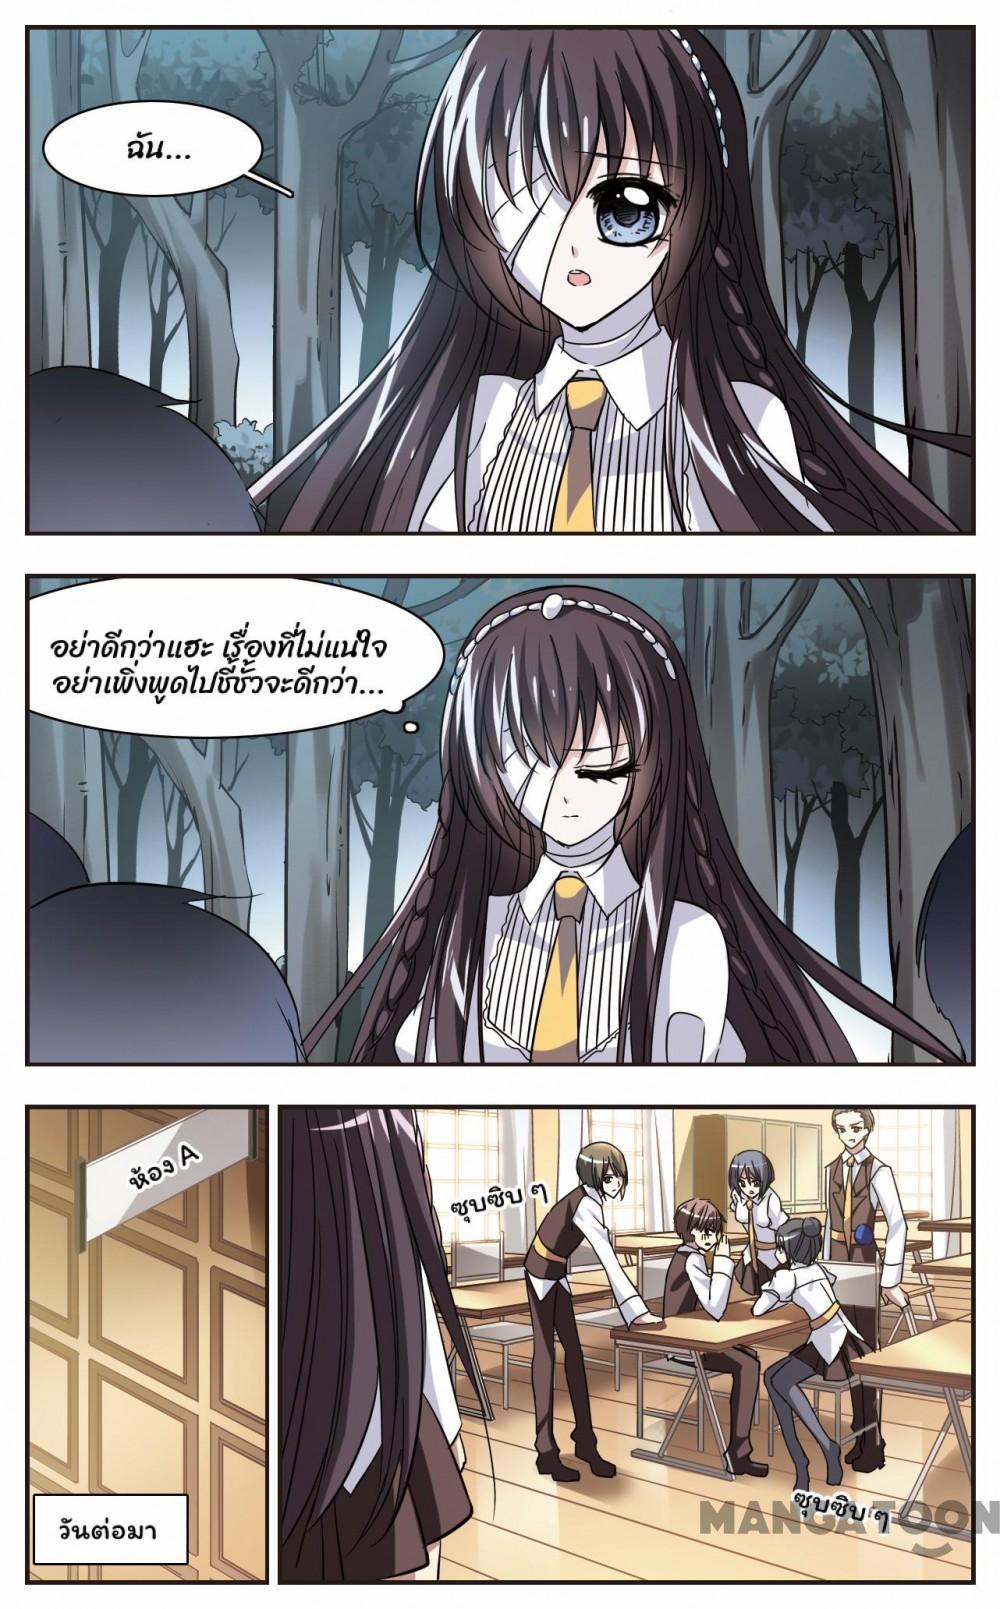 ฉัน...
อย่าดีกว่าแฮะ เรื่องที่ไม่แน่ใจ
อย่าเพิ่งพูดไปชี้ชั้วจะดีกว่า...
ห้อง A
ซุบซิบ ๆ
ซุบซิบ ๆ
วันต่อมา
MANGATOON